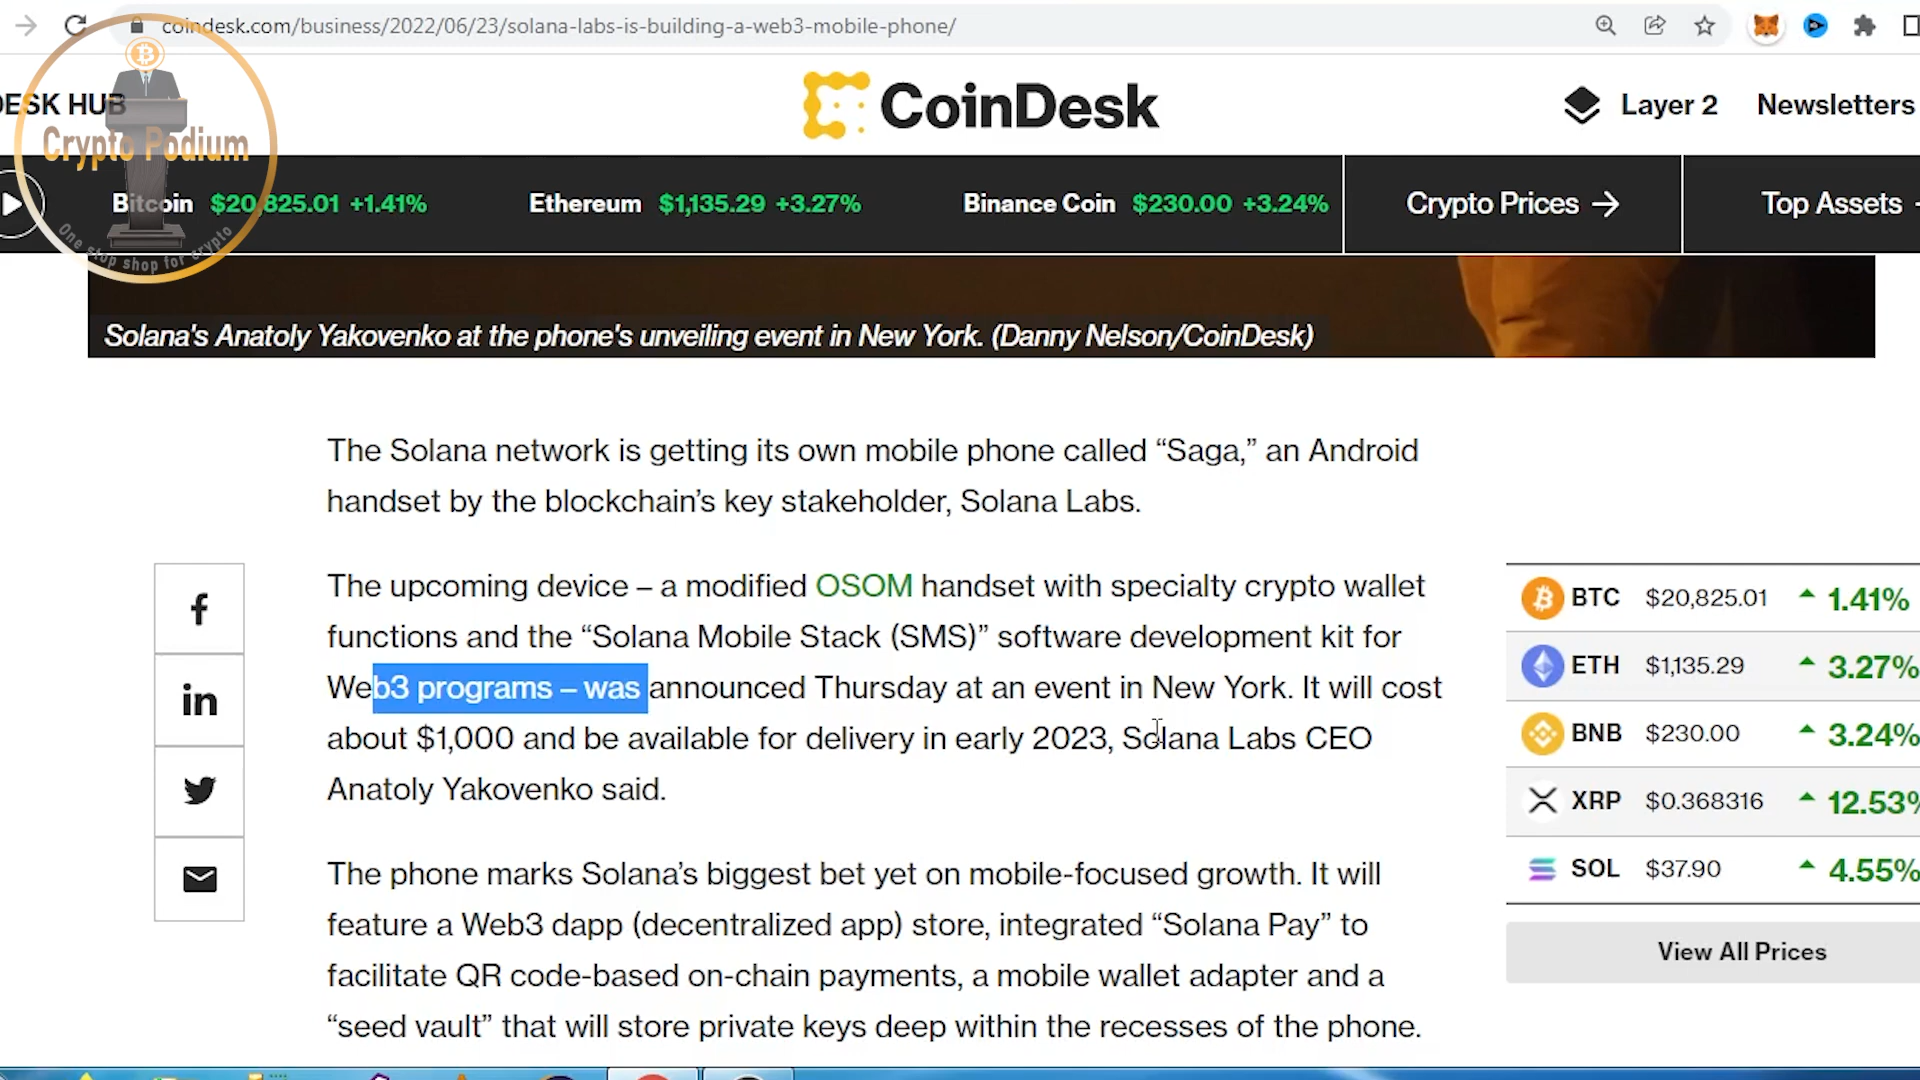 coindesk.com/business/2022/06/23/solana-labs-is-building-a-web3-mobile-phone/
DESK HUB
CoinDesk
Layer 2
Newsletters
Crypto Podium
One stop shop for crypto
Bitcoin $20,825.01 +1.41%
Ethereum $1,135.29 +3.27%
Binance Coin $230.00 +3.24%
Crypto Prices →
Top Assets
Solana's Anatoly Yakovenko at the phone's unveiling event in New York. (Danny Nelson/CoinDesk)
The Solana network is getting its own mobile phone called “Saga,” an Android
handset by the blockchain’s key stakeholder, Solana Labs.
The upcoming device – a modified OSOM handset with specialty crypto wallet
functions and the “Solana Mobile Stack (SMS)” software development kit for
Web3 programs – was announced Thursday at an event in New York. It will cost
about $1,000 and be available for delivery in early 2023, Solana Labs CEO
Anatoly Yakovenko said.
The phone marks Solana’s biggest bet yet on mobile-focused growth. It will
feature a Web3 dapp (decentralized app) store, integrated “Solana Pay” to
facilitate QR code-based on-chain payments, a mobile wallet adapter and a
“seed vault” that will store private keys deep within the recesses of the phone.
BTC $20,825.01 1.41%
ETH $1,135.29 3.27%
BNB $230.00 3.24%
XRP $0.368316 12.53%
SOL $37.90 4.55%
View All Prices